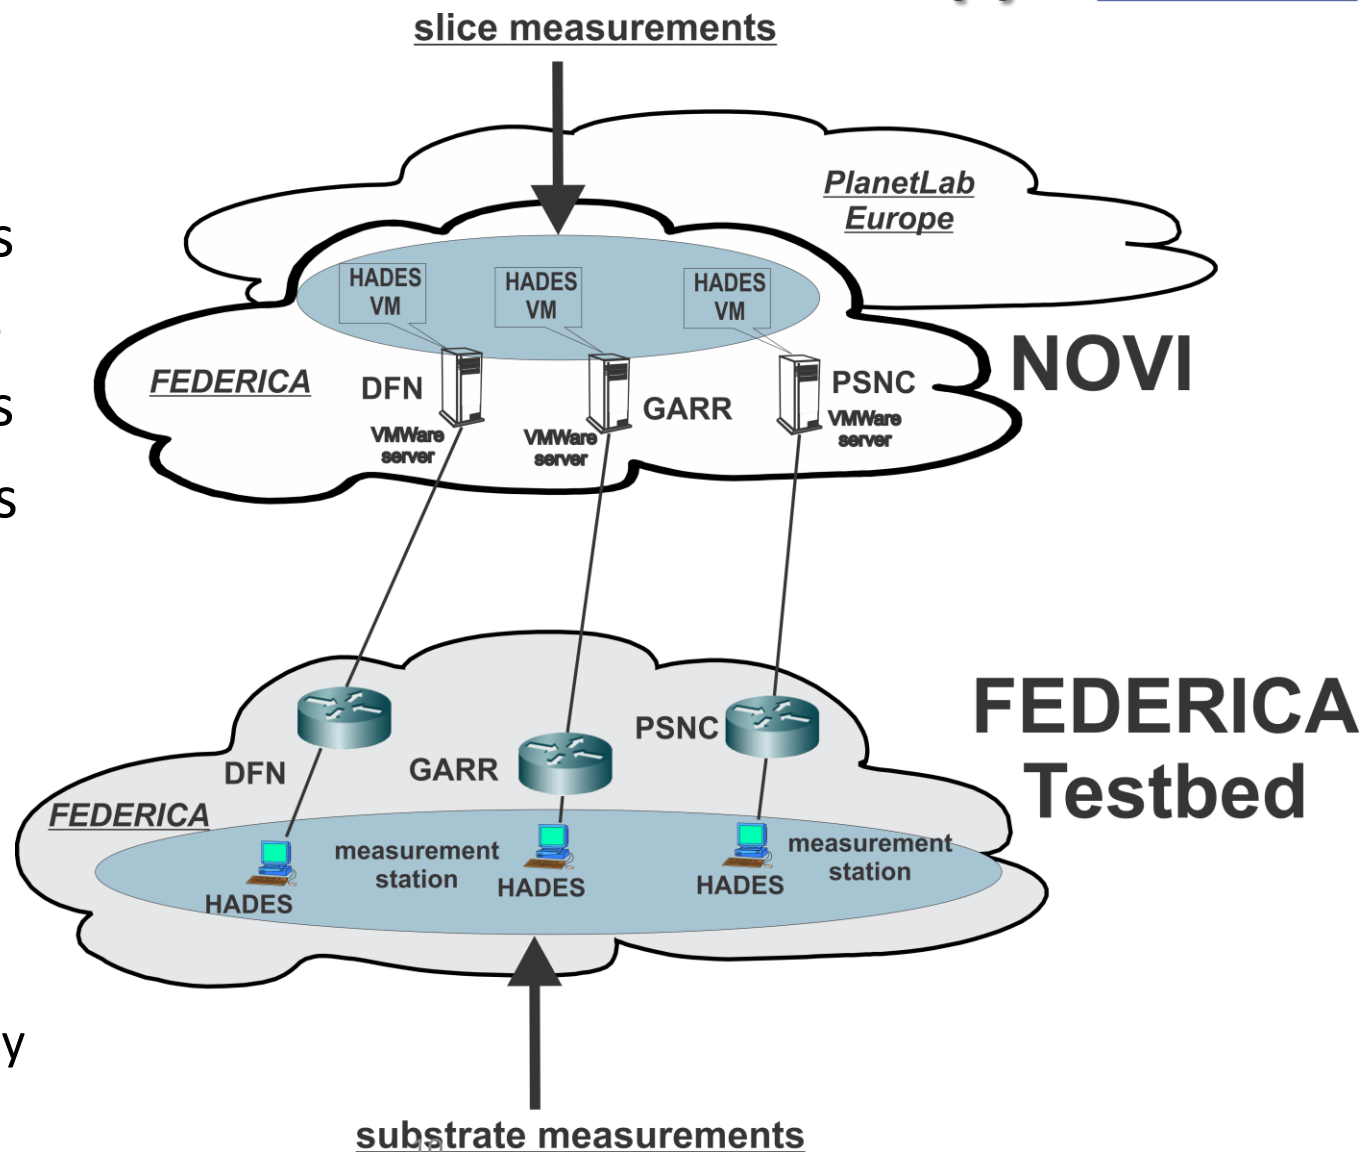 slice measurements
PlanetLab
Europe
HADES
VM
HADES
VM
HADES
VM
NOVI
FEDERICA
DFN
GARR
PSNC
VMWare
server
VMWare
server
VMWare
server
s
s
s
FEDERICA
Testbed
PSNC
DFN
GARR
FEDERICA
measurement
station
measurement
station
HADES
HADES
HADES
y
substrate measurements